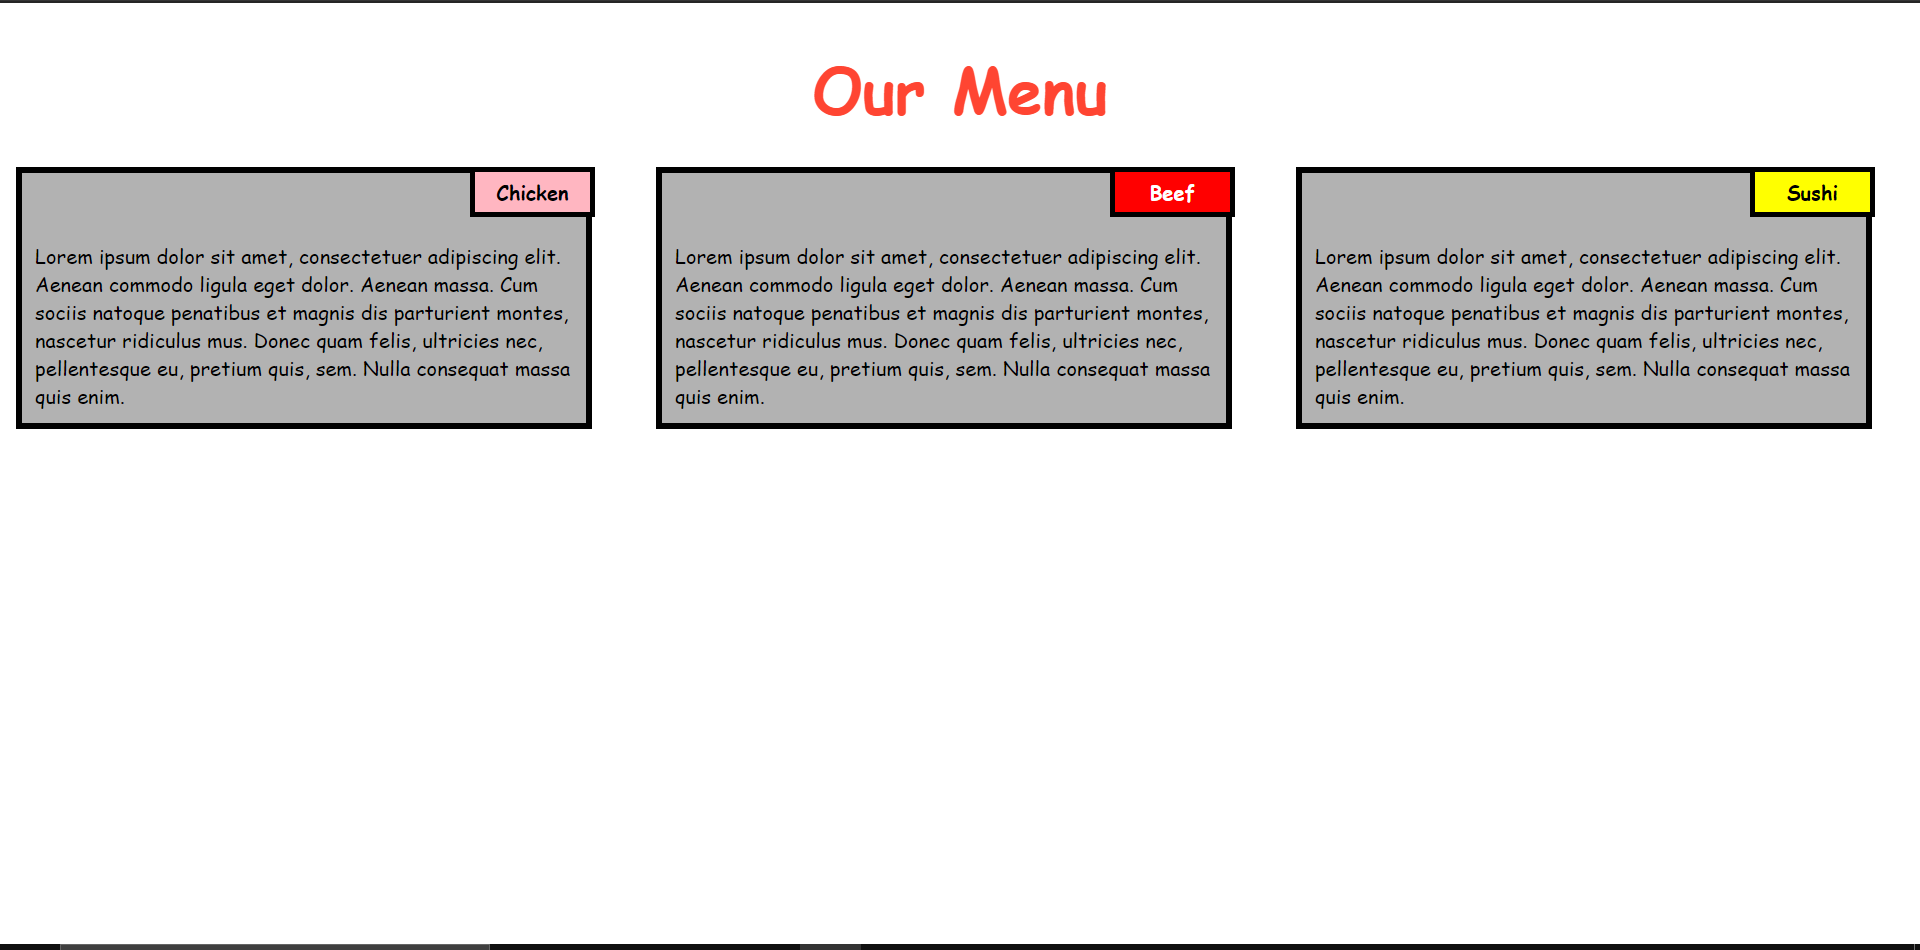 Our Menu
Chicken
Lorem ipsum dolor sit amet, consectetuer adipiscing elit.
Aenean commodo ligula eget dolor. Aenean massa. Cum
sociis natoque penatibus et magnis dis parturient montes,
nascetur ridiculus mus. Donec quam felis, ultricies nec,
pellentesque eu, pretium quis, sem. Nulla consequat massa
quis enim.
Beef
Lorem ipsum dolor sit amet, consectetuer adipiscing elit.
Aenean commodo ligula eget dolor. Aenean massa. Cum
sociis natoque penatibus et magnis dis parturient montes,
nascetur ridiculus mus. Donec quam felis, ultricies nec,
pellentesque eu, pretium quis, sem. Nulla consequat massa
quis enim.
Sushi
Lorem ipsum dolor sit amet, consectetuer adipiscing elit.
Aenean commodo ligula eget dolor. Aenean massa. Cum
sociis natoque penatibus et magnis dis parturient montes,
nascetur ridiculus mus. Donec quam felis, ultricies nec,
pellentesque eu, pretium quis, sem. Nulla consequat massa
quis enim.